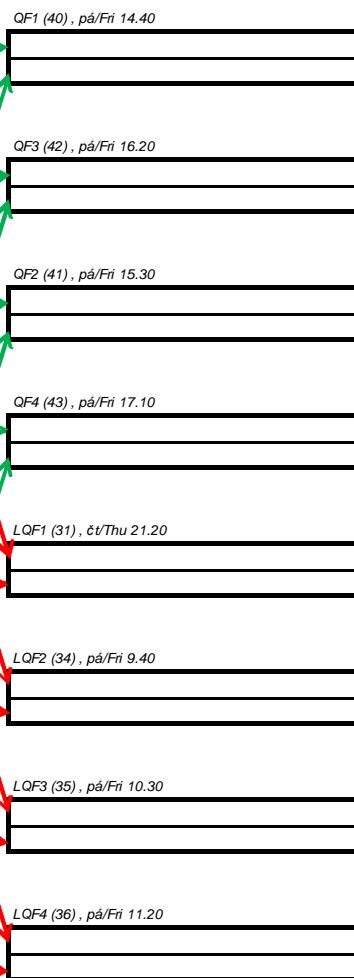 QF1 (40) , pá/Fri 14.40
QF3 (42) , pá/Fri 16.20
QF2 (41) , pá/Fri 15.30
QF4 (43) , pá/Fri 17.10
LQF1 (31) , čt/Thu 21.20
LQF2 (34) , pá/Fri 9.40
LQF3 (35) , pá/Fri 10.30
LQF4 (36) , pá/Fri 11.20